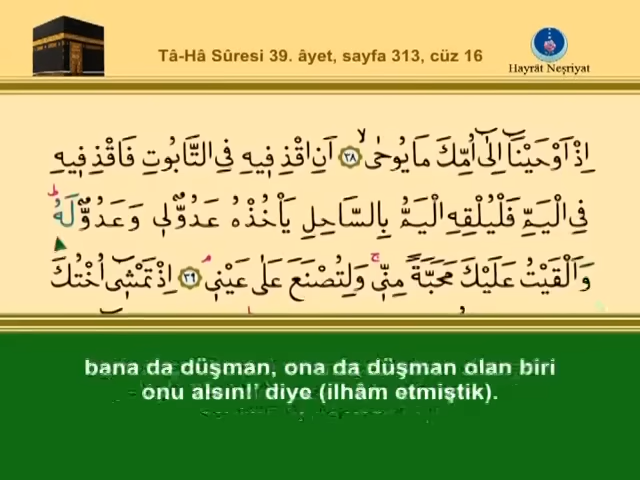 Tâ-Hâ Sûresi 39. âyet, sayfa 313, cüz 16
Hayrât Neşriyat
اِذْ اَوْحَيْنَٓا اِلٰٓى اُمِّكَ مَا يُوحٰىۙ ﴿٣٨﴾ اَنِ اقْذِف۪يهِ فِي التَّابُوتِ فَاقْذِف۪يهِ
فِي الْيَمِّ فَلْيُلْقِهِ الْيَمُّ بِالسَّاحِلِ يَأْخُذْهُ عَدُوٌّ ل۪ي وَعَدُوٌّ لَهُۜ
وَاَلْقَيْتُ عَلَيْكَ مَحَبَّةً مِنّ۪يۚ وَلِتُصْنَعَ عَلٰى عَيْن۪يۢ ﴿٣٩﴾ اِذْ تَمْش۪ٓي اُخْتُكَ
bana da düşman, ona da düşman olan biri
onu alsın!’ diye (ilhâm etmiştik).